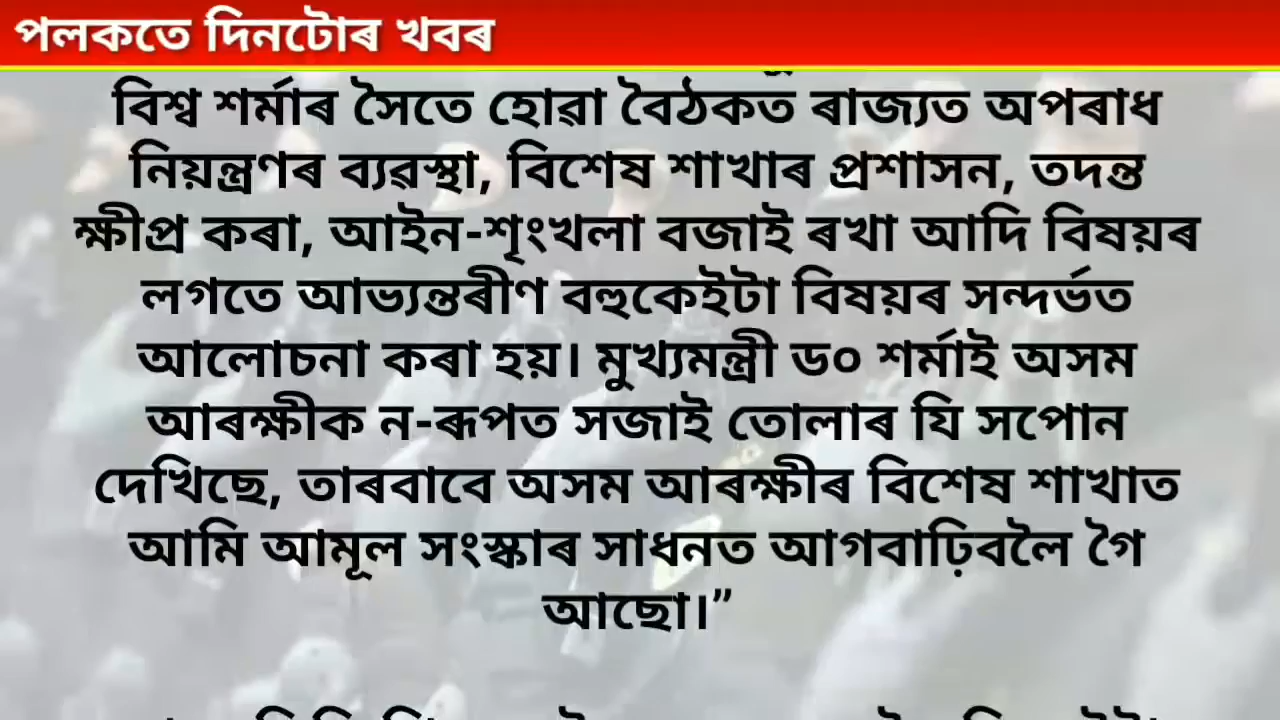 পলকতে দিনটোৰ খবৰ
বিশ্ব শৰ্মাৰ সৈতে হোৱা বৈঠকত ৰাজ্যত অপৰাধ
নিয়ন্ত্ৰণৰ ব্যৱস্থা, বিশেষ শাখাৰ প্ৰশাসন, তদন্ত
ক্ষীপ্ৰ কৰা, আইন-শৃংখলা বজাই ৰখা আদি বিষয়ৰ
লগতে আভ্যন্তৰীণ বহুকেইটা বিষয়ৰ সন্দৰ্ভত
আলোচনা কৰা হয়। মুখ্যমন্ত্ৰী ড০ শৰ্মাই অসম
আৰক্ষীক ন-ৰূপত সজাই তোলাৰ যি সপোন
দেখিছে, তাৰবাবে অসম আৰক্ষীৰ বিশেষ শাখাত
আমি আমূল সংস্কাৰ সাধনত আগবাঢ়িবলৈ গৈ
আছো।”